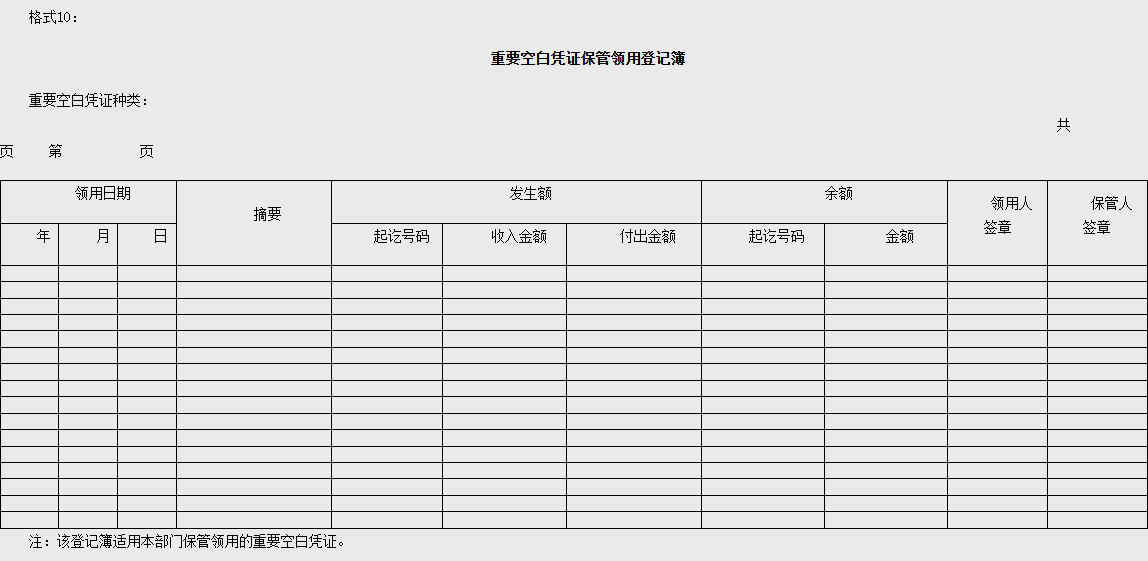 格式10：
重要空白凭证保管领用登记簿
重要空白凭证种类：
共
页 第 页
领用日期 摘要 发生额 余额 领用人 保管人
签章 签章
年 月 日 起讫号码 收入金额 付出金额 起讫号码 金额
注：该登记簿适用本部门保管领用的重要空白凭证。